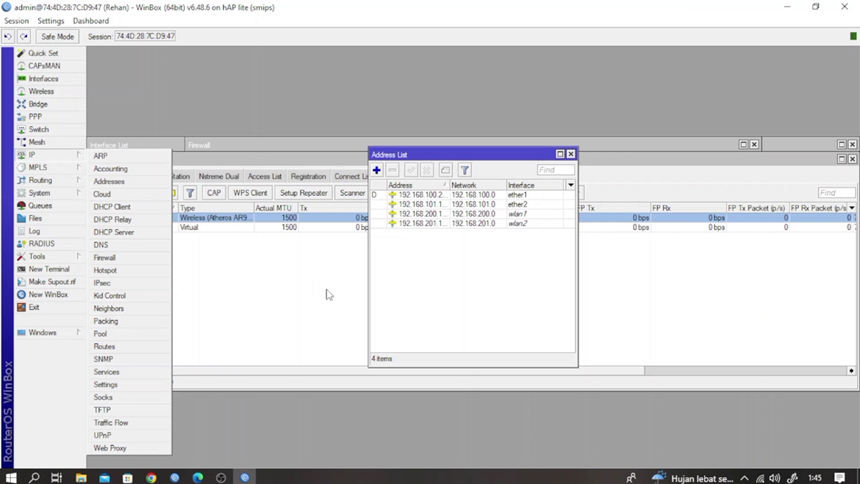 admin@74:4D:28:7C:D9:47 (Rehan) - WinBox (64bit) v6.48.6 on hAP lite (smips)
Session Settings Dashboard
Safe Mode Session: 74:4D:28:7C:D9:47
Quick Set
CAPsMAN
Interfaces
Wireless
Bridge
PPP
Switch
Mesh
IP
MPLS
Routing
System
Queues
Files
Log
RADIUS
Tools
New Terminal
Make Supout.rif
New WinBox
Exit
Windows
RouterOS WinBox
ARP
Accounting
Addresses
Cloud
DHCP Client
DHCP Relay
DHCP Server
DNS
Firewall
Hotspot
IPsec
Kid Control
Neighbors
Packing
Pool
Routes
SNMP
Services
Settings
Socks
TFTP
Traffic Flow
UPnP
Web Proxy
Interface List Firewall
Station Nstreme Dual Access List Registration Connect
CAP WPS Client Setup Repeater Scanner Find
Type Actual MTU Tx FP Tx FP Rx FP Tx Packet (p/s) FP Rx Packet (p/s)
Wireless (Atheros AR9... 1500 0 bps 0 bps 0
Virtual 1500 0 bps 0 bps 0
Address List
Find
Address Network Interface
D 192.168.100.2... 192.168.100.0 ether1
192.168.101.1... 192.168.101.0 ether2
192.168.200.1... 192.168.200.0 wlan1
192.168.201.1... 192.168.201.0 wlan2
4 items
Hujan lebat se... 1:45